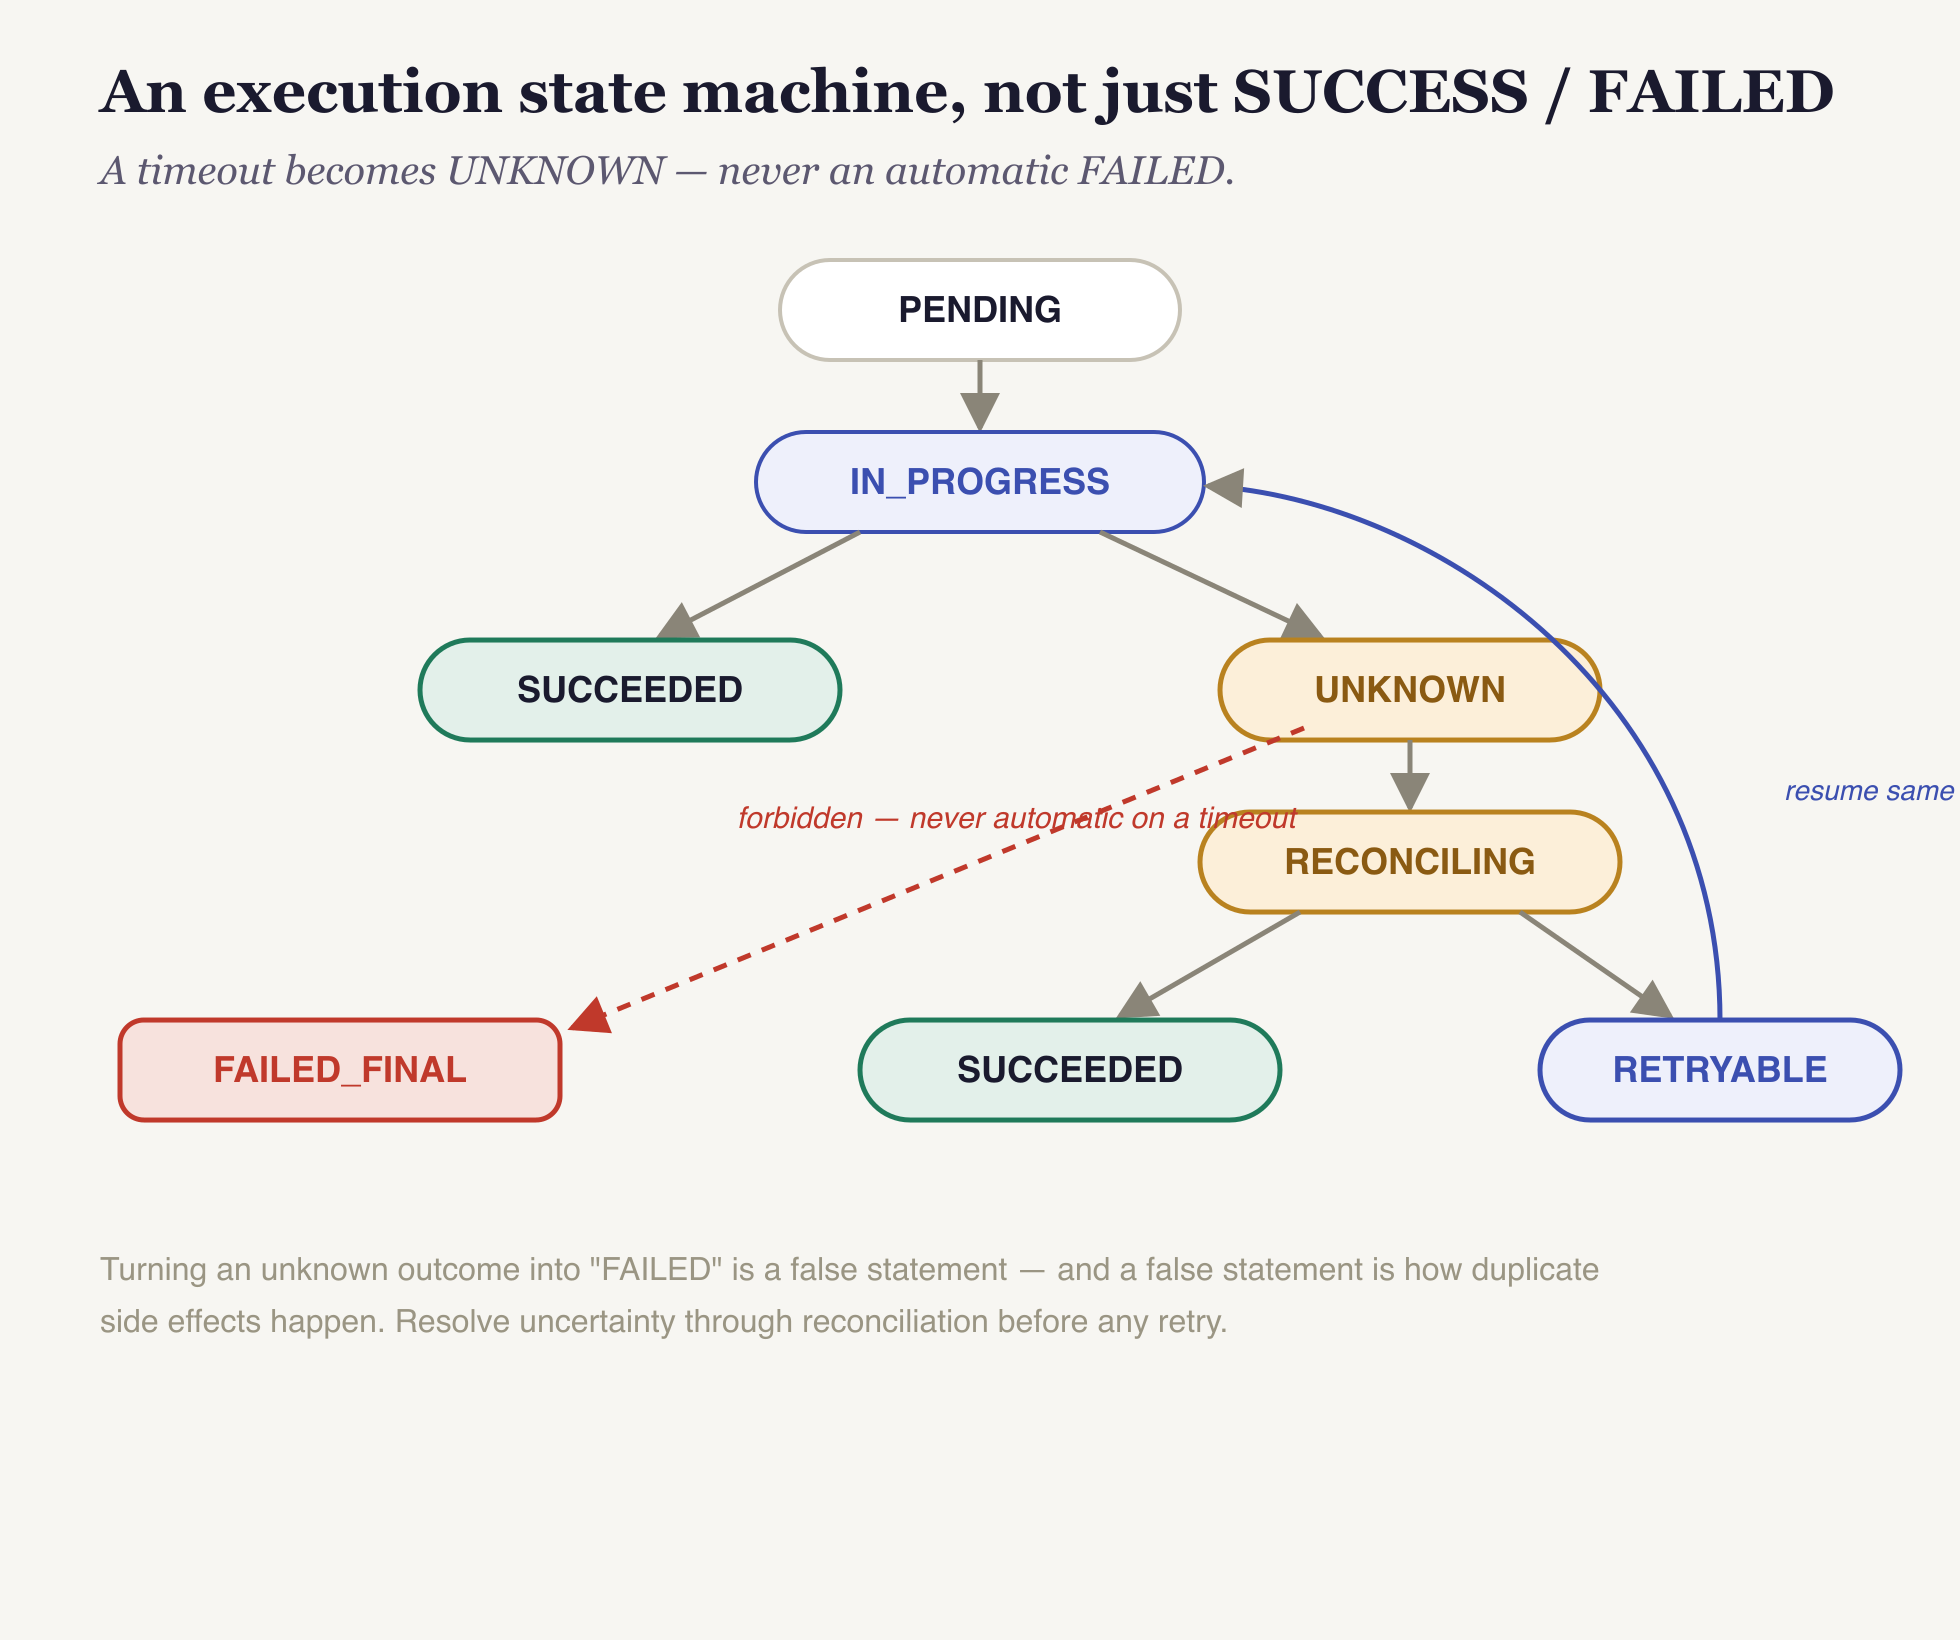 An execution state machine, not just SUCCESS / FAILED
A timeout becomes UNKNOWN — never an automatic FAILED.
PENDING
IN_PROGRESS
SUCCEEDED
UNKNOWN
resume same
forbidden — never automatic on a timeout
RECONCILING
FAILED_FINAL
SUCCEEDED
RETRYABLE
Turning an unknown outcome into "FAILED" is a false statement — and a false statement is how duplicate
side effects happen. Resolve uncertainty through reconciliation before any retry.